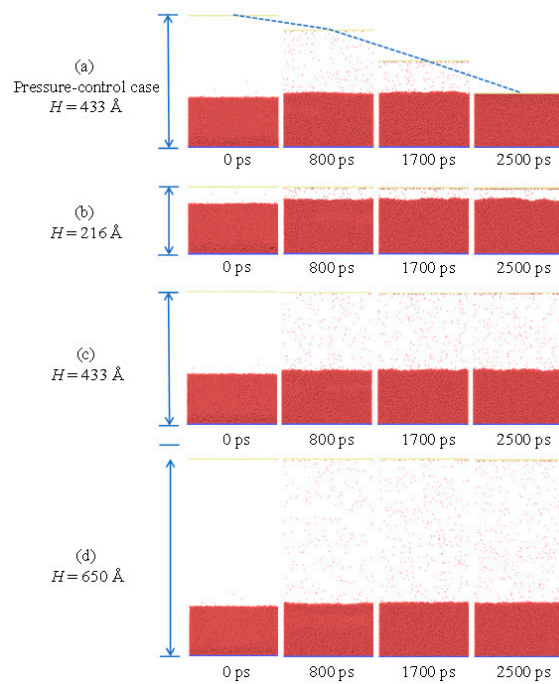 (a)
Pressure-control case
H = 433 Å
0 ps 800 ps 1700 ps 2500 ps
(b)
H = 216 Å
0 ps 800 ps 1700 ps 2500 ps
(c)
H = 433 Å
0 ps 800 ps 1700 ps 2500 ps
(d)
H = 650 Å
0 ps 800 ps 1700 ps 2500 ps